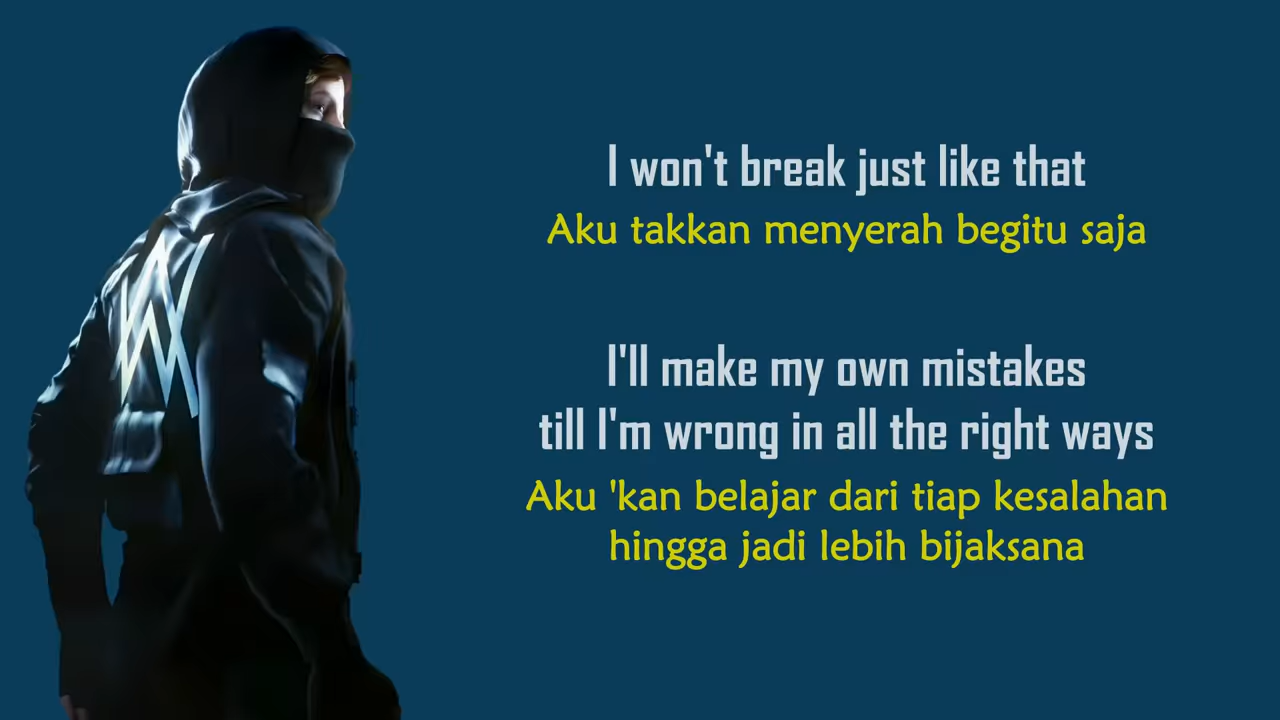 I won't break just like that
Aku takkan menyerah begitu saja
I'll make my own mistakes
till I'm wrong in all the right ways
Aku 'kan belajar dari tiap kesalahan
hingga jadi lebih bijaksana